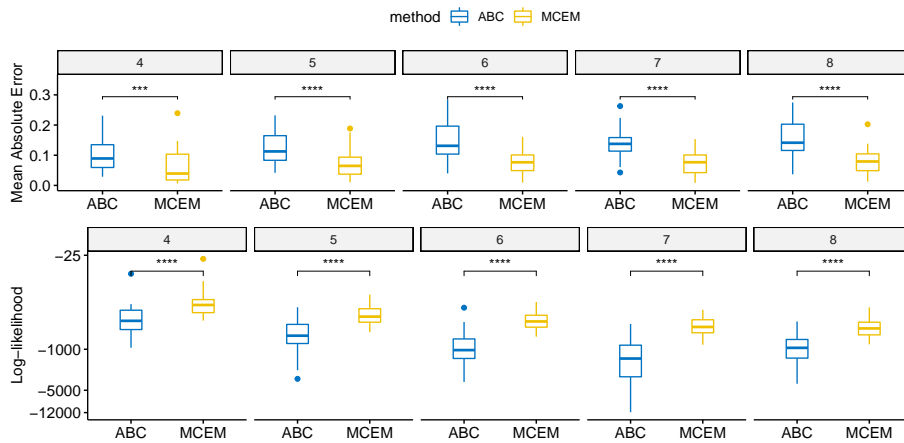 method ABC MCEM
Mean Absolute Error
4 5 6 7 8
0.3
0.2
0.1
0.0
*** **** **** **** ****
ABC MCEM ABC MCEM ABC MCEM ABC MCEM ABC MCEM
Log-likelihood
4 5 6 7 8
−25
−1000
−5000
−12000
**** **** **** **** ****
ABC MCEM ABC MCEM ABC MCEM ABC MCEM ABC MCEM